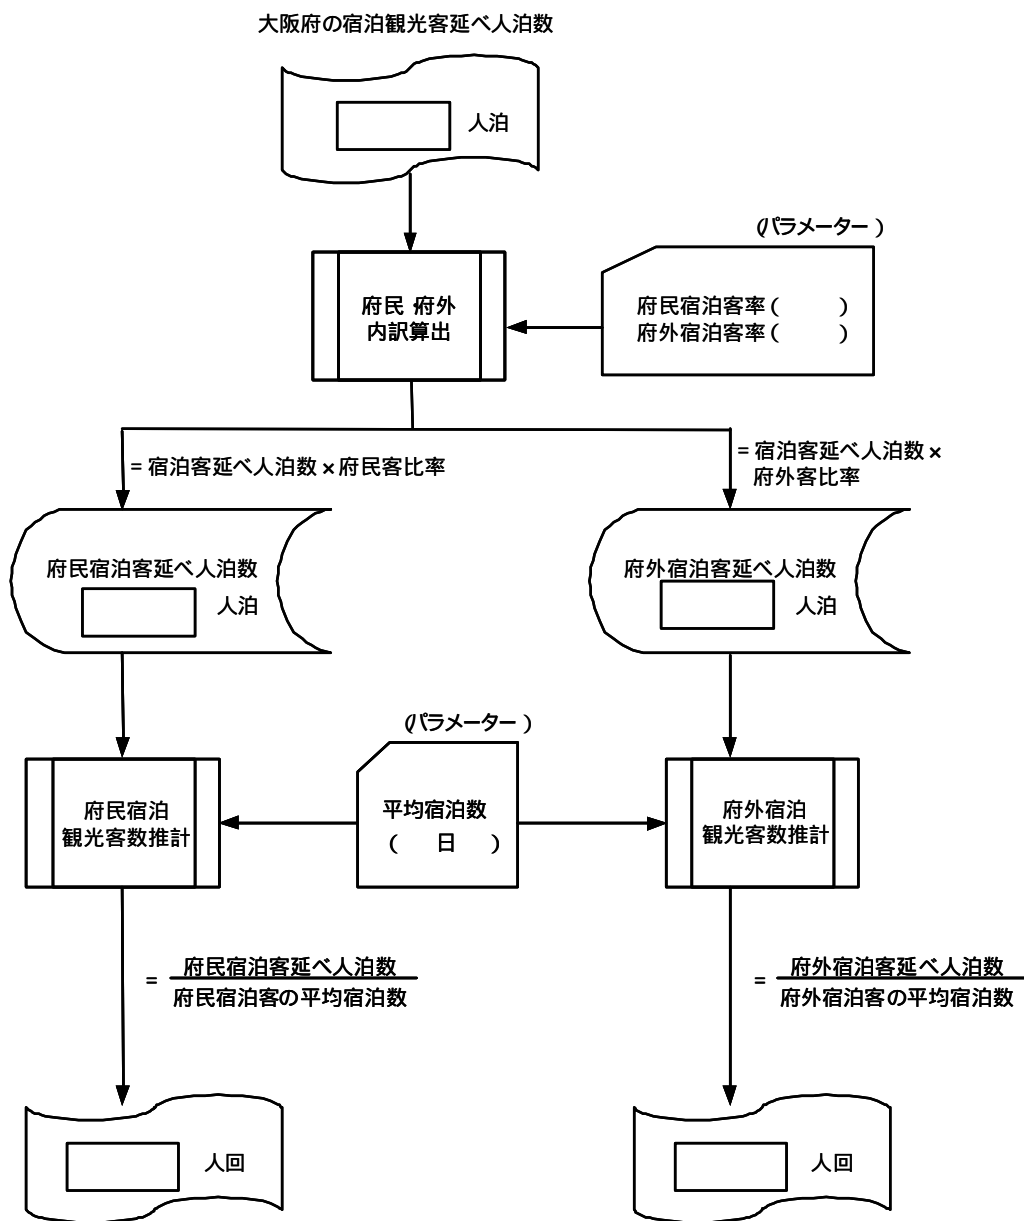 大阪府の宿泊観光客延べ人泊数
人泊
(パラメーター)
府民・府外
内訳算出
府民宿泊客率(　　)
府外宿泊客率(　　)
=宿泊客延べ人泊数×府民客比率
=宿泊客延べ人泊数×
府外客比率
府民宿泊客延べ人泊数
人泊
府外宿泊客延べ人泊数
人泊
(パラメーター)
府民宿泊
観光客数推計
平均宿泊数
(　日　)
府外宿泊
観光客数推計
= 府民宿泊客延べ人泊数
府民宿泊客の平均宿泊数
= 府外宿泊客延べ人泊数
府外宿泊客の平均宿泊数
人回
人回